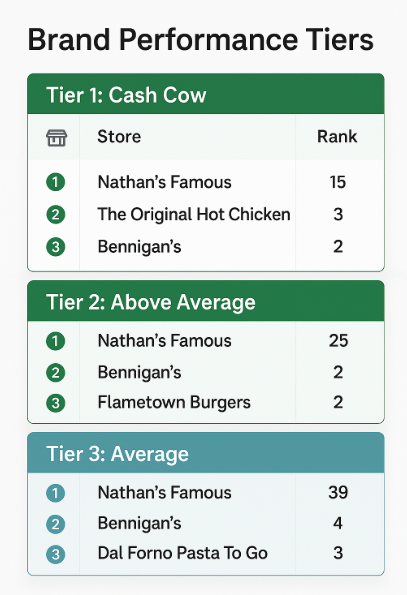 Brand Performance Tiers
Tier 1: Cash Cow
Store Rank
1 Nathan's Famous 15
2 The Original Hot Chicken 3
3 Bennigan's 2
Tier 2: Above Average
1 Nathan's Famous 25
2 Bennigan's 2
3 Flametown Burgers 2
Tier 3: Average
1 Nathan's Famous 39
2 Bennigan's 4
3 Dal Forno Pasta To Go 3